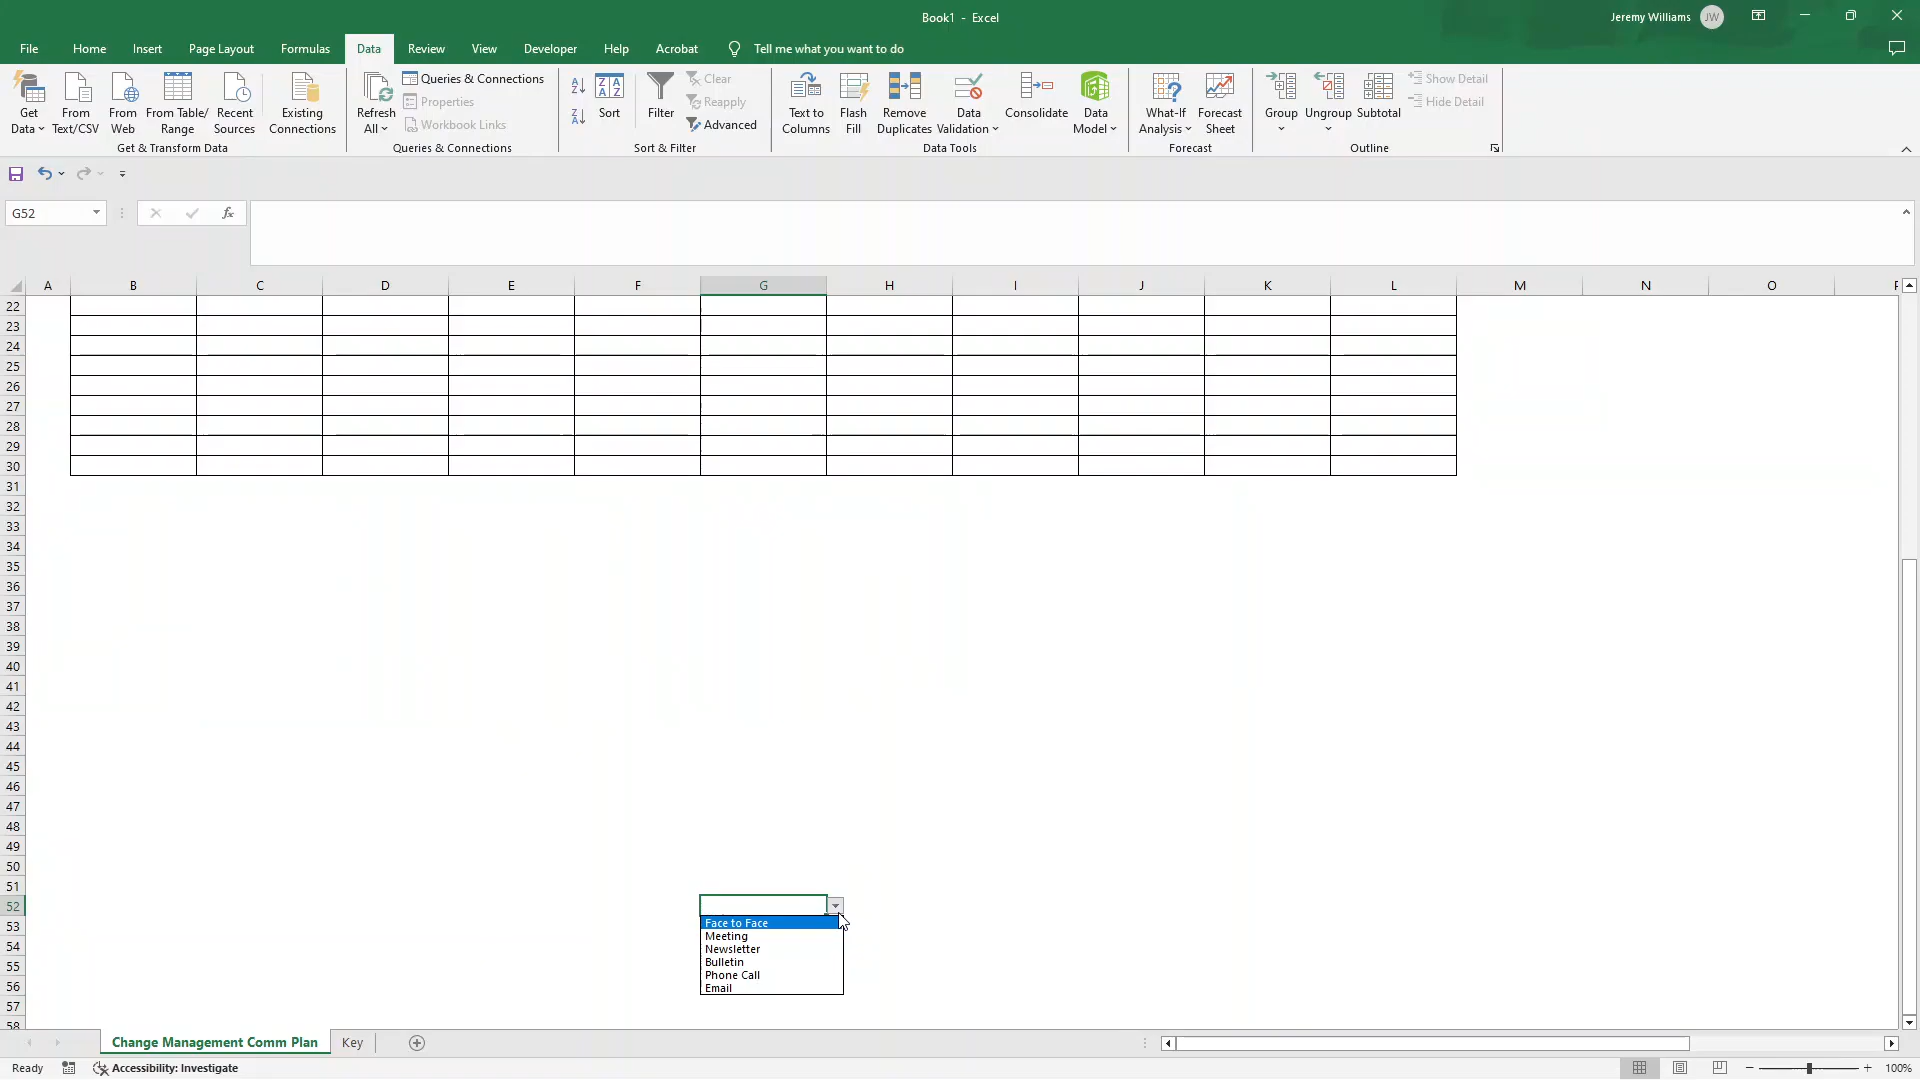 Book1 - Excel
Jeremy Williams JW
File Home Insert Page Layout Formulas Data Review View Developer Help Acrobat Tell me what you want to do
Get Data
From Text/CSV
From Web
From Table/ Range
Recent Sources
Existing Connections
Get & Transform Data
Refresh All
Queries & Connections
Properties
Workbook Links
Queries & Connections
Sort
Filter
Clear
Reapply
Advanced
Sort & Filter
Text to Columns
Flash Fill
Remove Duplicates
Data Validation
Consolidate
Data Model
Data Tools
What-If Analysis
Forecast Sheet
Forecast
Group
Ungroup
Subtotal
Show Detail
Hide Detail
Outline
G52
fx
A B C D E F G H I J K L M N O
22
23
24
25
26
27
28
29
30
31
32
33
34
35
36
37
38
39
40
41
42
43
44
45
46
47
48
49
50
51
52
53
54
55
56
57
58
Face to Face
Meeting
Newsletter
Bulletin
Phone Call
Email
Change Management Comm Plan Key
Ready Accessibility: Investigate 100%